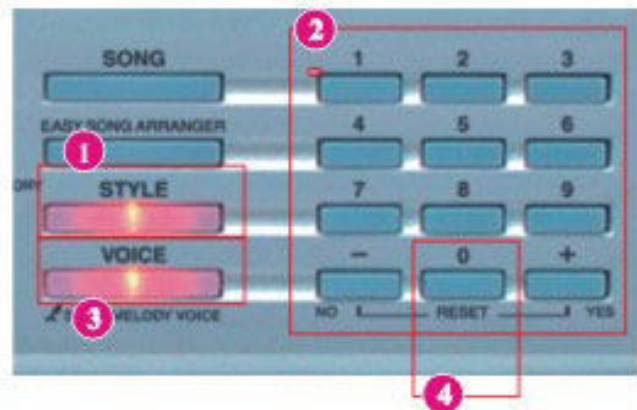 SONG
EASY SONG ARRANGER
STYLE
VOICE
MELODY VOICE
1 2 3
4 5 6
7 8 9
- 0 +
NO RESET YES
1
2
3
4